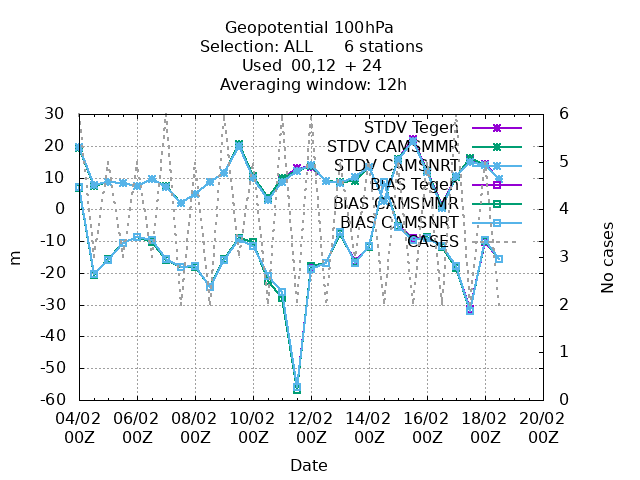 Geopotential 100hPa
Selection: ALL 6 stations
Used 00,12 + 24
Averaging window: 12h
30
20
10
0
-10
-20
-30
-40
-50
-60
m
6
5
4
3
2
1
0
No cases
STDV Tegen
STDV CAMSMMR
STDV CAMSNRT
BIAS Tegen
BIAS CAMSMMR
BIAS CAMSNRT
CASES
04/02 06/02 08/02 10/02 12/02 14/02 16/02 18/02 20/02
00Z 00Z 00Z 00Z 00Z 00Z 00Z 00Z 00Z
Date